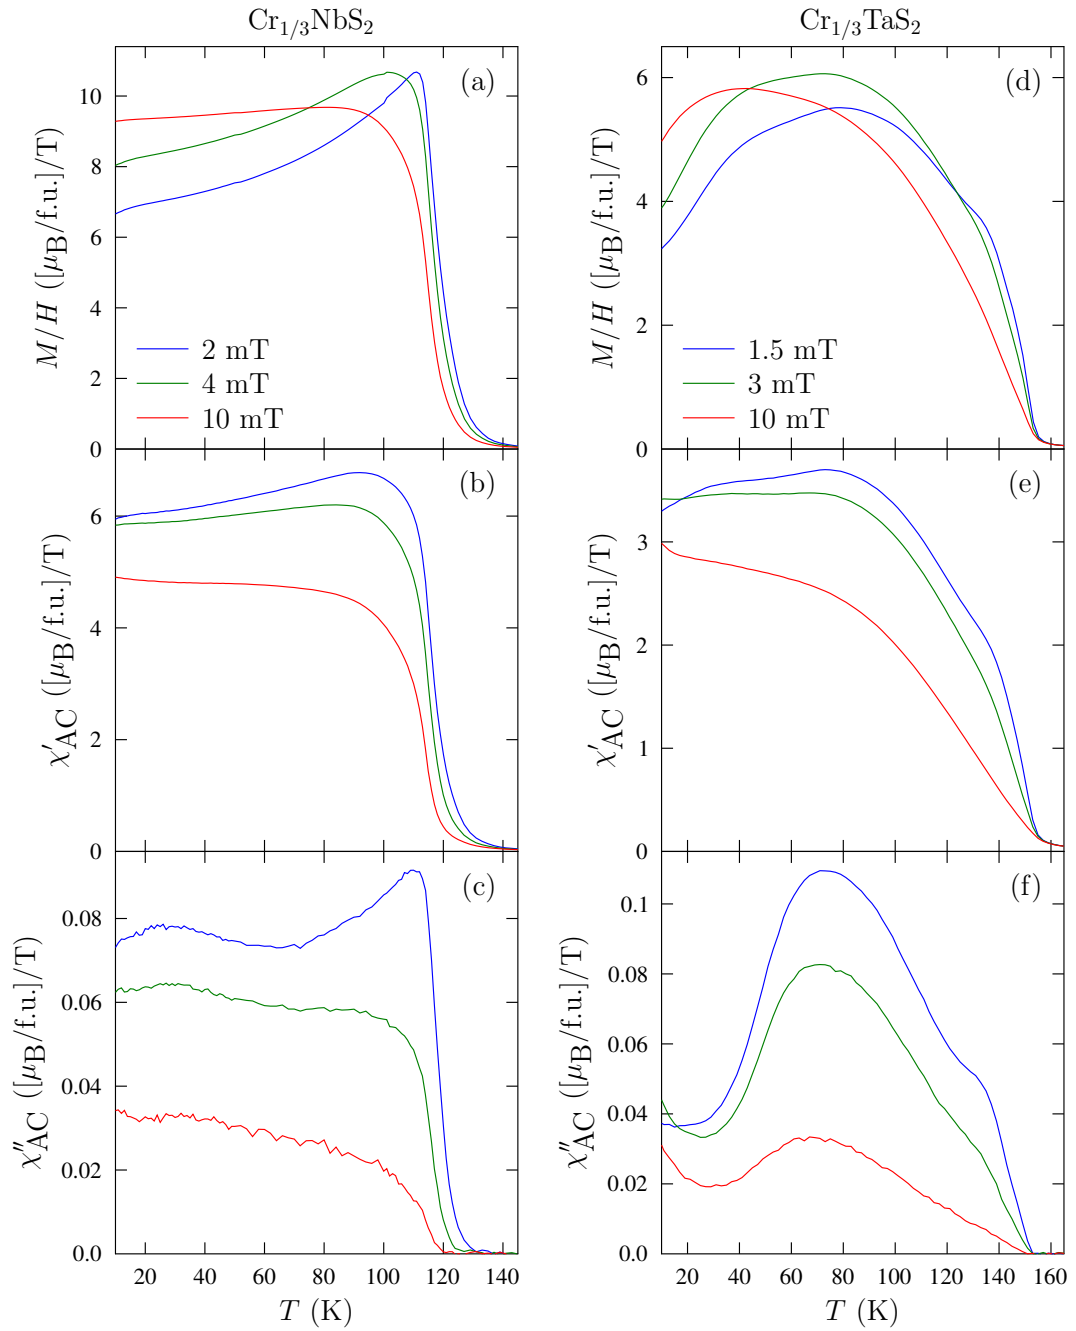 Cr₁/₃NbS₂
Cr₁/₃TaS₂
(a)
10
8
6
4
2
0
M/H ([μB/f.u.]/T)
2 mT
4 mT
10 mT
(d)
6
4
2
0
M/H ([μB/f.u.]/T)
1.5 mT
3 mT
10 mT
(b)
6
4
2
0
χ′AC ([μB/f.u.]/T)
(e)
3
2
1
0
χ′AC ([μB/f.u.]/T)
(c)
0.08
0.06
0.04
0.02
0.0
χ″AC ([μB/f.u.]/T)
20 40 60 80 100 120 140
T (K)
(f)
0.1
0.08
0.06
0.04
0.02
0.0
χ″AC ([μB/f.u.]/T)
20 40 60 80 100 120 140 160
T (K)